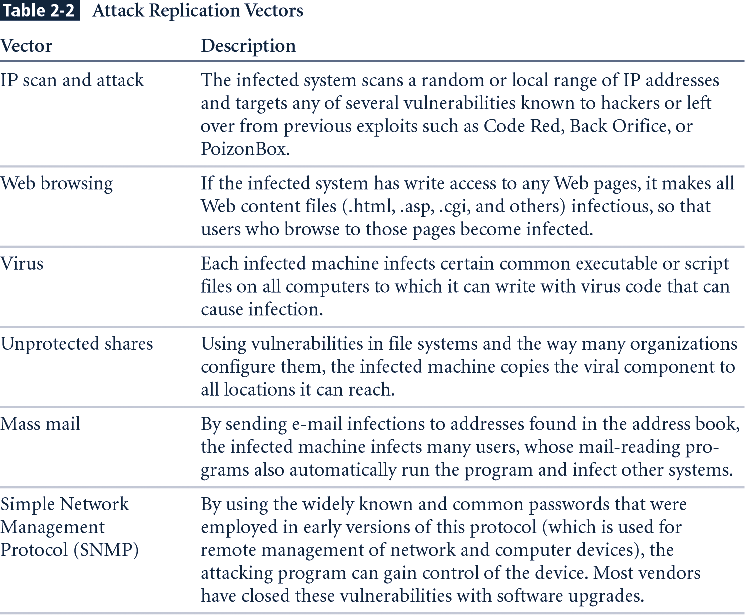 Table 2-2 Attack Replication Vectors
Vector Description
IP scan and attack The infected system scans a random or local range of IP addresses
and targets any of several vulnerabilities known to hackers or left
over from previous exploits such as Code Red, Back Orifice, or
PoizonBox.
Web browsing If the infected system has write access to any Web pages, it makes all
Web content files (.html, .asp, .cgi, and others) infectious, so that
users who browse to those pages become infected.
Virus Each infected machine infects certain common executable or script
files on all computers to which it can write with virus code that can
cause infection.
Unprotected shares Using vulnerabilities in file systems and the way many organizations
configure them, the infected machine copies the viral component to
all locations it can reach.
Mass mail By sending e-mail infections to addresses found in the address book,
the infected machine infects many users, whose mail-reading pro-
grams also automatically run the program and infect other systems.
Simple Network By using the widely known and common passwords that were
Management employed in early versions of this protocol (which is used for
Protocol (SNMP) remote management of network and computer devices), the
attacking program can gain control of the device. Most vendors
have closed these vulnerabilities with software upgrades.